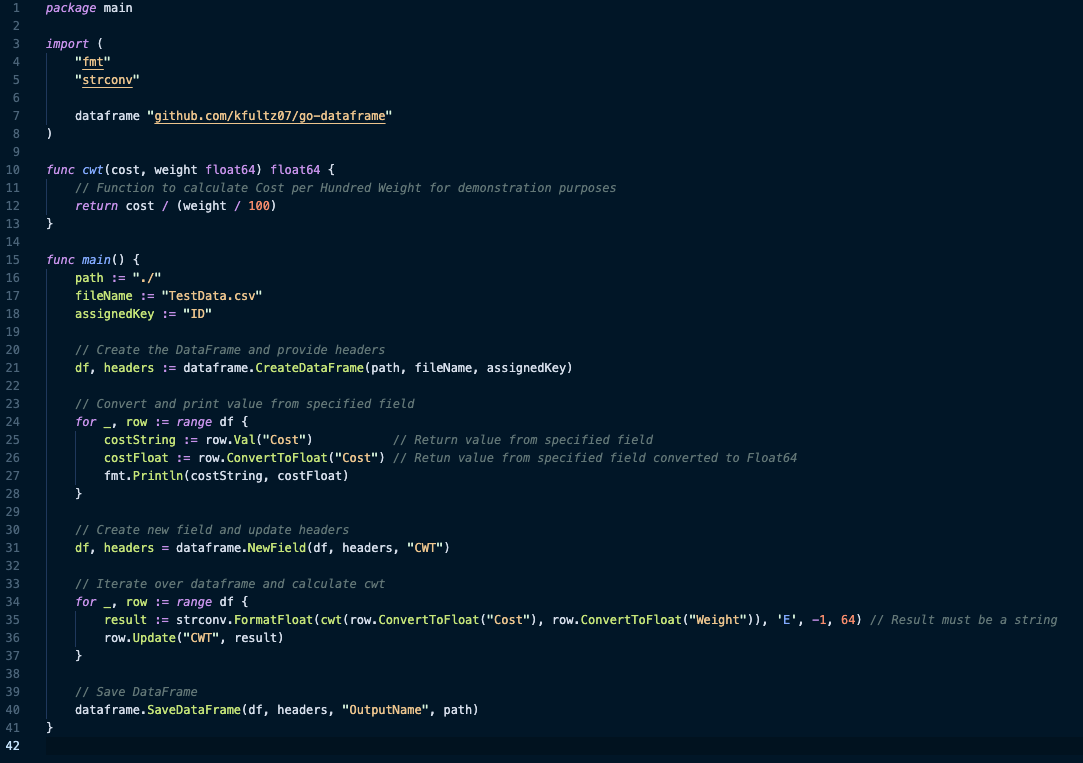 1 package main
2
3 import (
4     "fmt"
5     "strconv"
6
7     dataframe "github.com/kfultz07/go-dataframe"
8 )
9
10 func cwt(cost, weight float64) float64 {
11     // Function to calculate Cost per Hundred Weight for demonstration purposes
12     return cost / (weight / 100)
13 }
14
15 func main() {
16     path := "./"
17     fileName := "TestData.csv"
18     assignedKey := "ID"
19
20     // Create the DataFrame and provide headers
21     df, headers := dataframe.CreateDataFrame(path, fileName, assignedKey)
22
23     // Convert and print value from specified field
24     for _, row := range df {
25         costString := row.Val("Cost")           // Return value from specified field
26         costFloat := row.ConvertToFloat("Cost") // Retun value from specified field converted to Float64
27         fmt.Println(costString, costFloat)
28     }
29
30     // Create new field and update headers
31     df, headers = dataframe.NewField(df, headers, "CWT")
32
33     // Iterate over dataframe and calculate cwt
34     for _, row := range df {
35         result := strconv.FormatFloat(cwt(row.ConvertToFloat("Cost"), row.ConvertToFloat("Weight")), 'E', -1, 64) // Result must be a string
36         row.Update("CWT", result)
37     }
38
39     // Save DataFrame
40     dataframe.SaveDataFrame(df, headers, "OutputName", path)
41 }
42